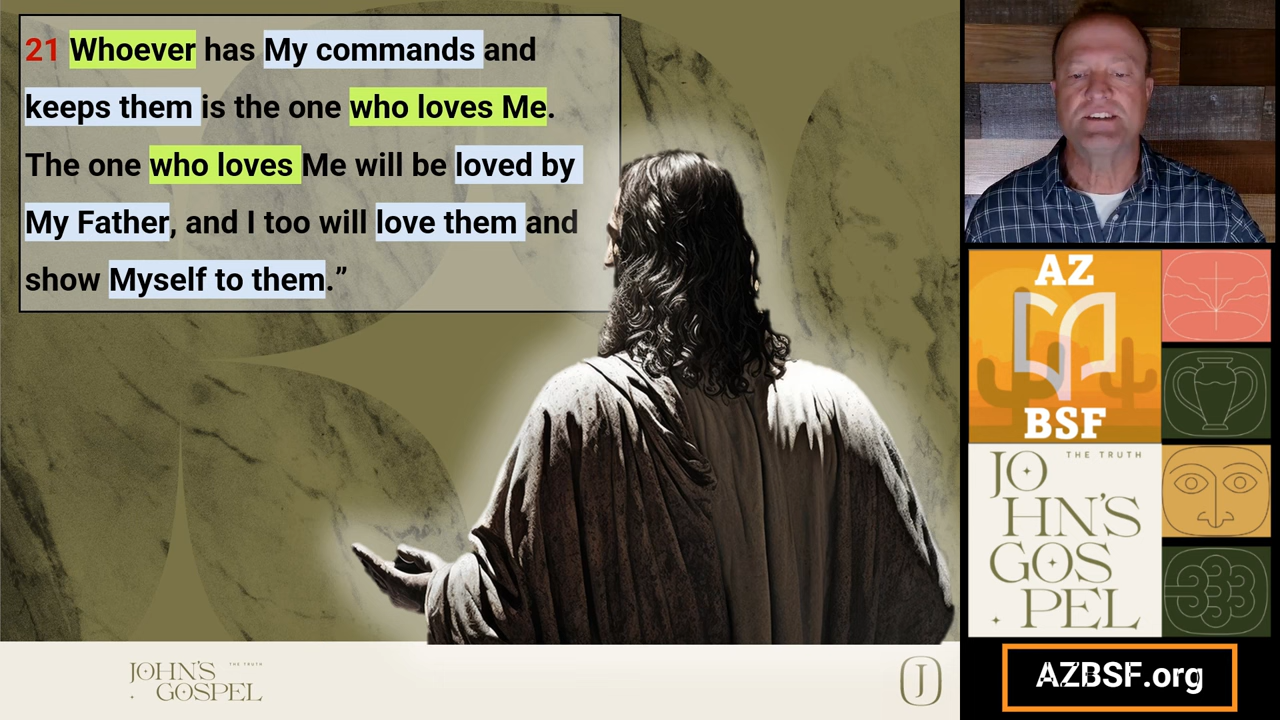 21 Whoever has My commands and
keeps them is the one who loves Me.
The one who loves Me will be loved by
My Father, and I too will love them and
show Myself to them.”
JOHN'S THE TRUTH
GOSPEL
J
AZ
BSF
THE TRUTH
JO
HN'S
GOS
PEL
AZBSF.org